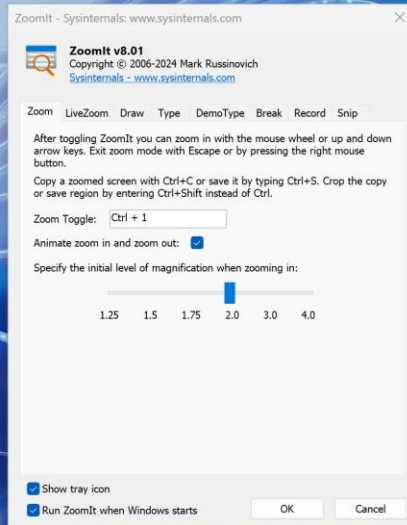 ZoomIt - Sysinternals: www.sysinternals.com
ZoomIt v8.01
Copyright © 2006-2024 Mark Russinovich
Sysinternals - www.sysinternals.com
Zoom LiveZoom Draw Type DemoType Break Record Snip
After toggling ZoomIt you can zoom in with the mouse wheel or up and down
arrow keys. Exit zoom mode with Escape or by pressing the right mouse
button.
Copy a zoomed screen with Ctrl+C or save it by typing Ctrl+S. Crop the copy
or save region by entering Ctrl+Shift instead of Ctrl.
Zoom Toggle: Ctrl + 1
Animate zoom in and zoom out:
Specify the initial level of magnification when zooming in:
1.25 1.5 1.75 2.0 3.0 4.0
Show tray icon
Run ZoomIt when Windows starts OK Cancel